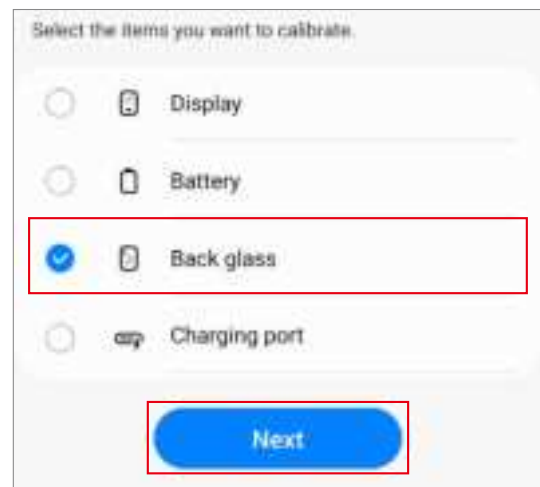 Select the items you want to calibrate.
Display
Battery
Back glass
Charging port
Next